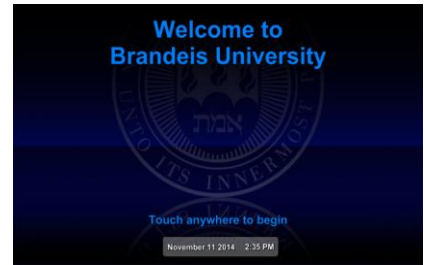 Welcome to
Brandeis University
אמת
UNTO ITS INNERMOST P
Touch anywhere to begin
November 11 2014 2:35 PM